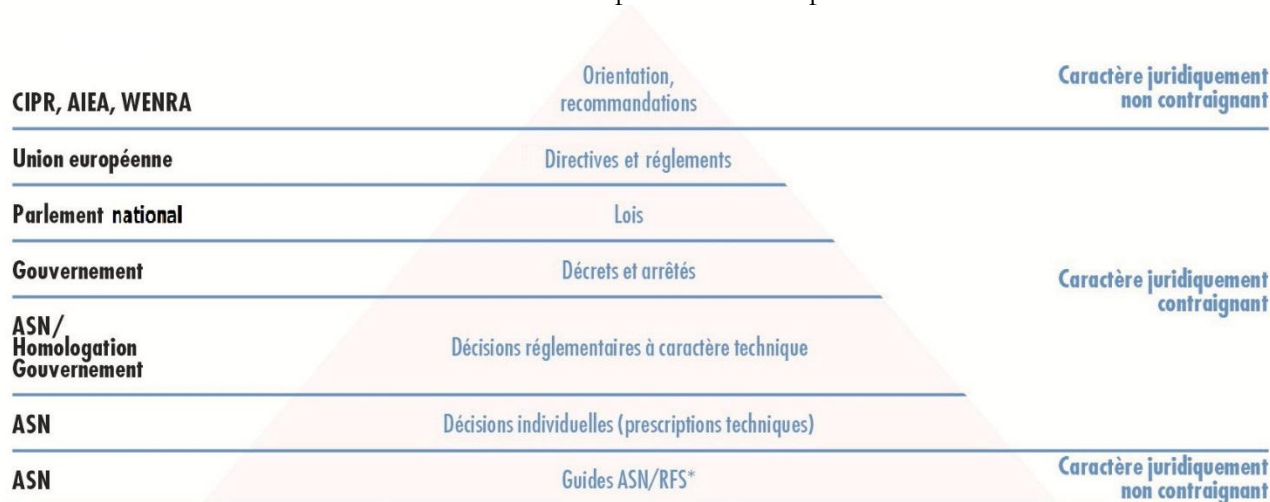 Orientation,
recommandations
Caractère juridiquement
non contraignant
CIPR, AIEA, WENRA
Union européenne
Directives et réglements
Parlement national
Lois
Gouvernement
Décrets et arrêtés
Caractère juridiquement
contraignant
ASN/
Homologation
Gouvernement
Décisions réglementaires à caractère technique
ASN
Décisions individuelles (prescriptions techniques)
ASN
Guides ASN/RFS*
Caractère juridiquement
non contraignant